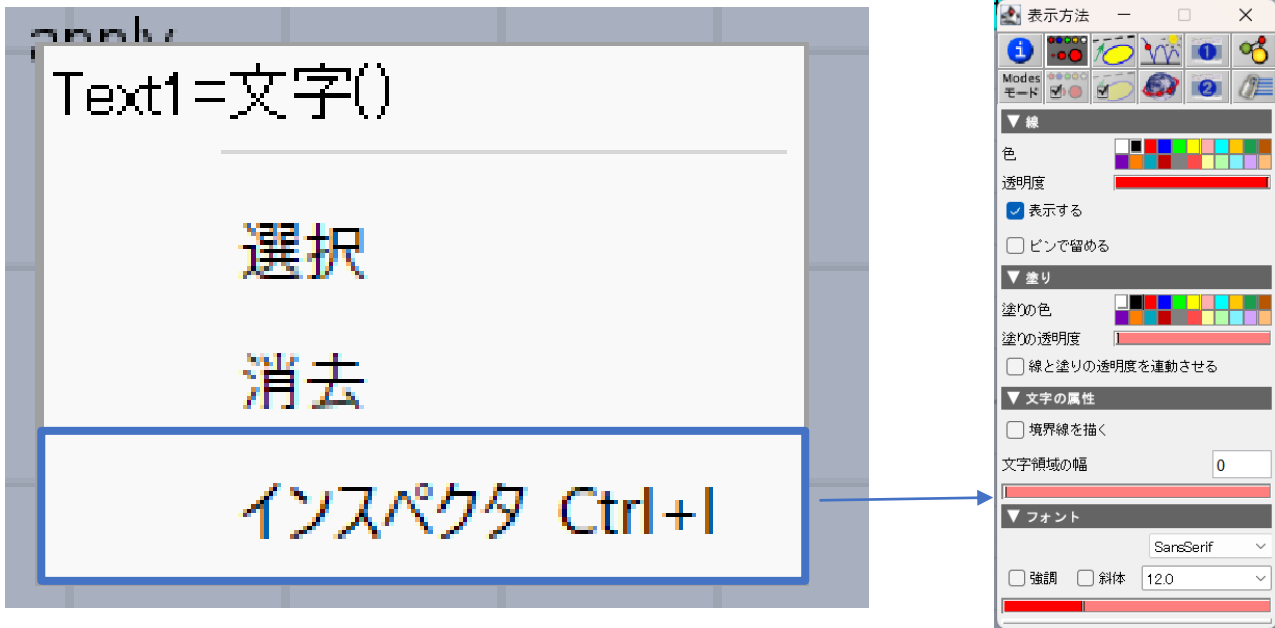 apply
Text1=文字()
選択
消去
インスペクタ Ctrl+I
表示方法
i
1
Modes
モード
2
▼ 線
色
透明度
表示する
ピンで留める
▼ 塗り
塗りの色
塗りの透明度
線と塗りの透明度を連動させる
▼ 文字の属性
境界線を描く
文字領域の幅 0
▼ フォント
SansSerif
強調 斜体 12.0